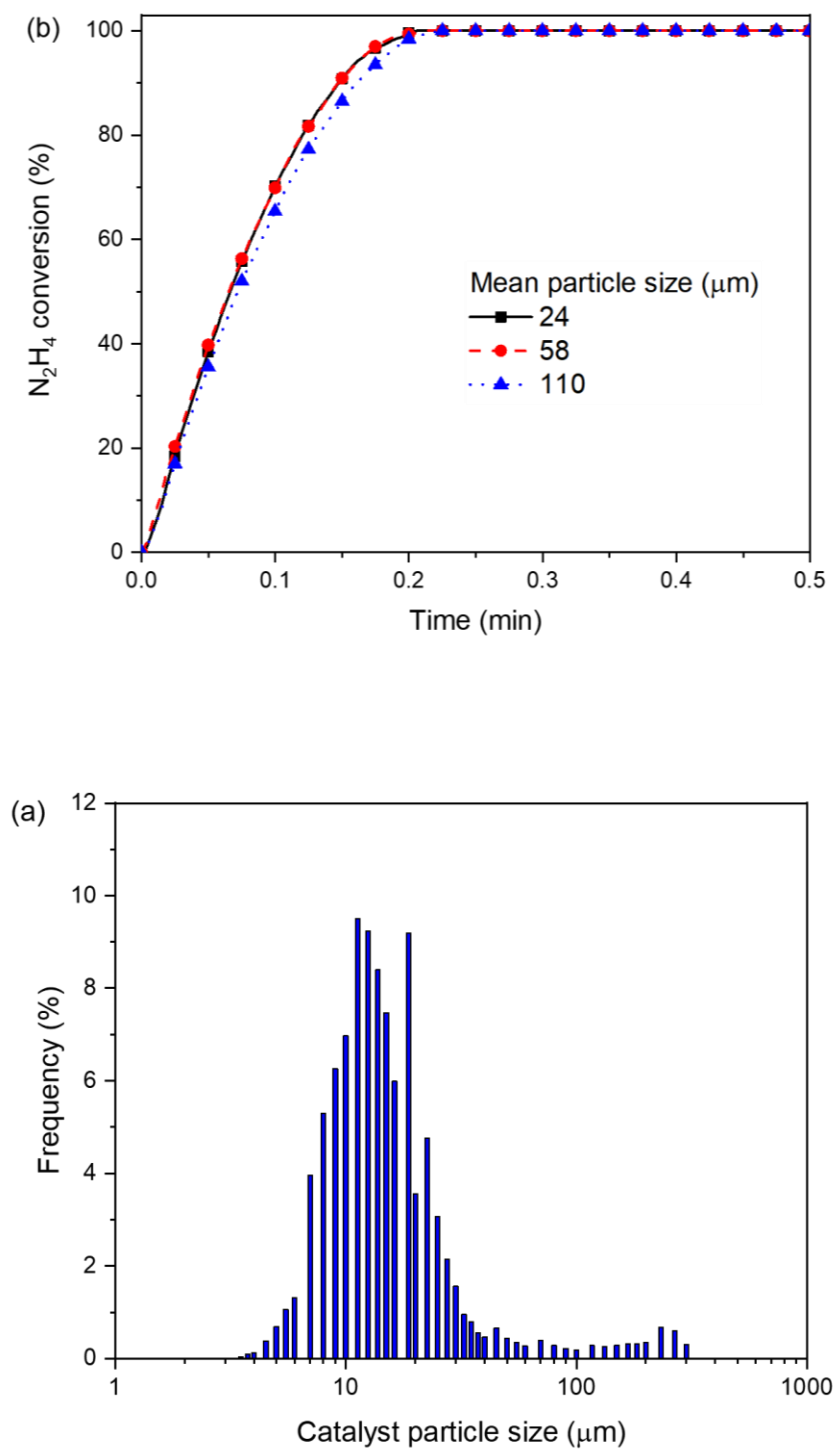 (b)
100
80
60
40
20
0
N₂H₄ conversion (%)
Mean particle size (μm)
24
58
110
0.0 0.1 0.2 0.3 0.4 0.5
Time (min)
(a)
12
10
8
6
4
2
0
Frequency (%)
1 10 100 1000
Catalyst particle size (μm)